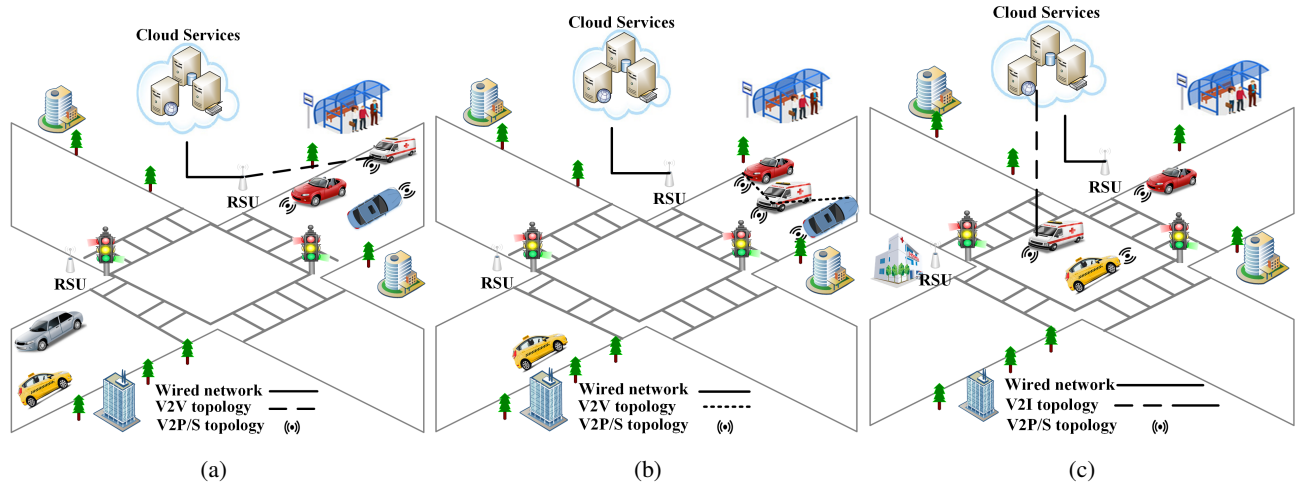 Cloud Services
RSU
RSU
Wired network
V2V topology
V2P/S topology
(a)
Cloud Services
RSU
RSU
Wired network
V2V topology
V2P/S topology
(b)
Cloud Services
RSU
RSU
Wired network
V2I topology
V2P/S topology
(c)